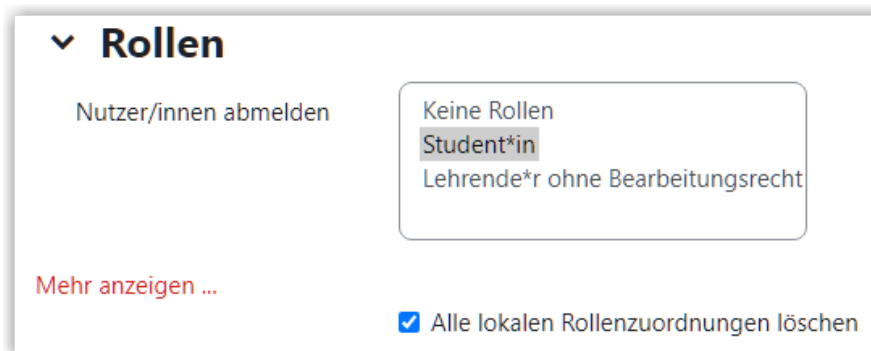 Rollen
Nutzer/innen abmelden
Keine Rollen
Student*in
Lehrende*r ohne Bearbeitungsrecht
Mehr anzeigen ...
Alle lokalen Rollenzuordnungen löschen